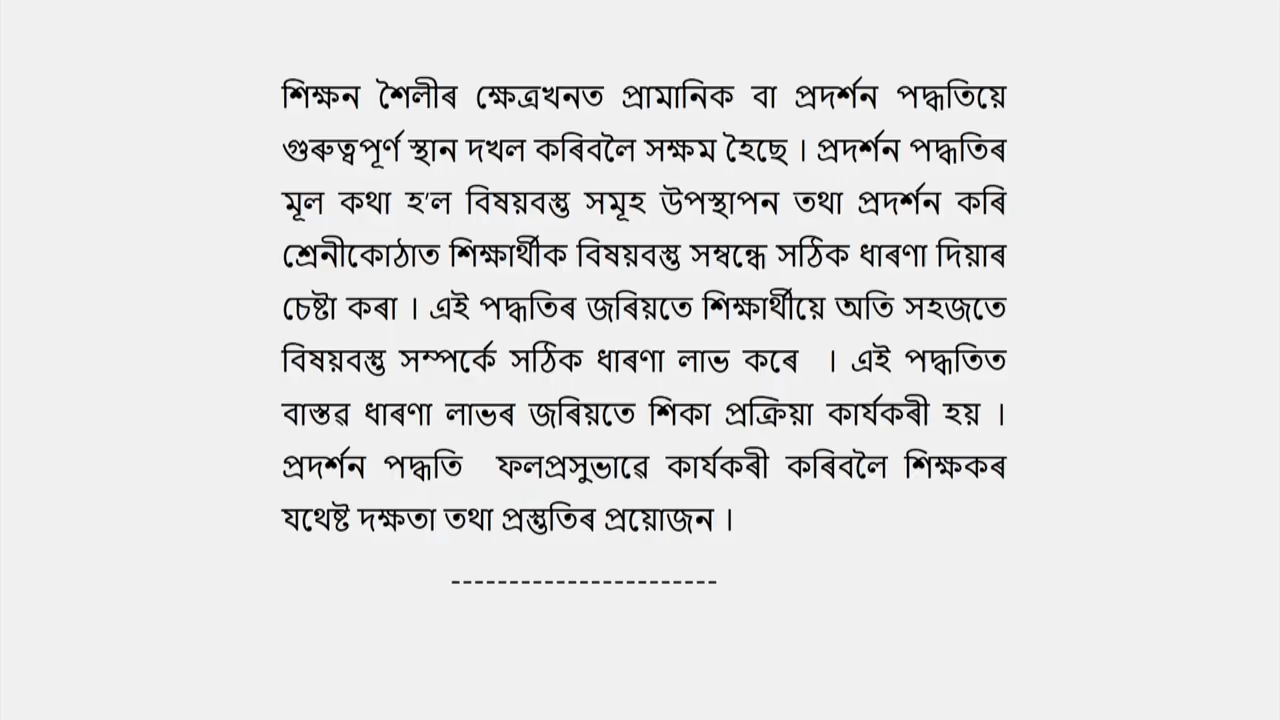 শিক্ষন শৈলীৰ ক্ষেত্ৰখনত প্ৰামানিক বা প্ৰদৰ্শন পদ্ধতিয়ে
গুৰুত্বপূৰ্ণ স্থান দখল কৰিবলৈ সক্ষম হৈছে । প্ৰদৰ্শন পদ্ধতিৰ
মূল কথা হ’ল বিষয়বস্তু সমূহ উপস্থাপন তথা প্ৰদৰ্শন কৰি
শ্ৰেনীকোঠাত শিক্ষাৰ্থীক বিষয়বস্তু সম্বন্ধে সঠিক ধাৰণা দিয়াৰ
চেষ্টা কৰা । এই পদ্ধতিৰ জৰিয়তে শিক্ষাৰ্থীয়ে অতি সহজতে
বিষয়বস্তু সম্পৰ্কে সঠিক ধাৰণা লাভ কৰে । এই পদ্ধতিত
বাস্তৱ ধাৰণা লাভৰ জৰিয়তে শিকা প্ৰক্ৰিয়া কাৰ্যকৰী হয় ।
প্ৰদৰ্শন পদ্ধতি ফলপ্ৰসুভাৱে কাৰ্যকৰী কৰিবলৈ শিক্ষকৰ
যথেষ্ট দক্ষতা তথা প্ৰস্তুতিৰ প্ৰয়োজন ।
-----------------------